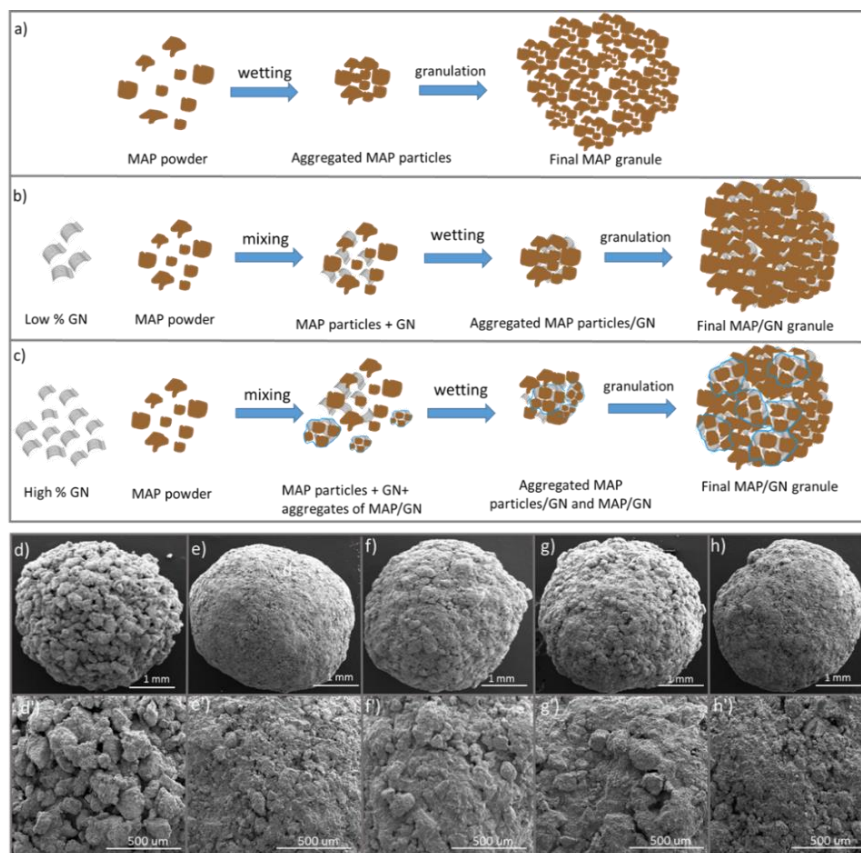 a)
wetting
granulation
MAP powder
Aggregated MAP particles
Final MAP granule
b)
mixing
wetting
granulation
Low % GN
MAP powder
MAP particles + GN
Aggregated MAP particles/GN
Final MAP/GN granule
c)
mixing
wetting
granulation
High % GN
MAP powder
MAP particles + GN+
aggregates of MAP/GN
Aggregated MAP
particles/GN and MAP/GN
Final MAP/GN granule
d)
e)
f)
g)
h)
1 mm
1 mm
1 mm
1 mm
1 mm
d')
e')
f')
g'
h')
500 um
500 um
500 um
500 um
500 um